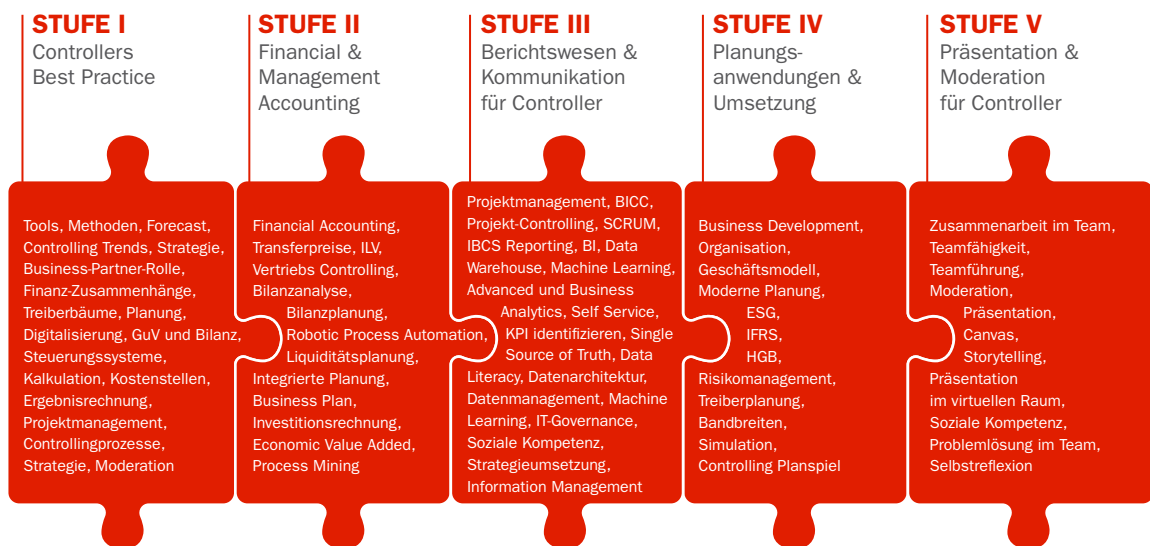 STUFE I
Controllers
Best Practice
Tools, Methoden, Forecast,
Controlling Trends, Strategie,
Business-Partner-Rolle,
Finanz-Zusammenhänge,
Treiberbäume, Planung,
Digitalisierung, GuV und Bilanz,
Steuerungssysteme,
Kalkulation, Kostenstellen,
Ergebnisrechnung,
Projektmanagement,
Controllingprozesse,
Strategie, Moderation
STUFE II
Financial &
Management
Accounting
Financial Accounting,
Transferpreise, ILV,
Vertriebs Controlling,
Bilanzanalyse,
Bilanzplanung,
Robotic Process Automation,
Liquiditätsplanung,
Integrierte Planung,
Business Plan,
Investitionsrechnung,
Economic Value Added,
Process Mining
STUFE III
Berichtswesen &
Kommunikation
für Controller
Projektmanagement, BICC,
Projekt-Controlling, SCRUM,
IBCS Reporting, BI, Data
Warehouse, Machine Learning,
Advanced und Business
Analytics, Self Service,
KPI identifizieren, Single
Source of Truth, Data
Literacy, Datenarchitektur,
Datenmanagement, Machine
Learning, IT-Governance,
Soziale Kompetenz,
Strategieumsetzung,
Information Management
STUFE IV
Planungs-
anwendungen &
Umsetzung
Business Development,
Organisation,
Geschäftsmodell,
Moderne Planung,
ESG,
IFRS,
HGB,
Risikomanagement,
Treiberplanung,
Bandbreiten,
Simulation,
Controlling Planspiel
STUFE V
Präsentation &
Moderation
für Controller
Zusammenarbeit im Team,
Teamfähigkeit,
Teamführung,
Moderation,
Präsentation,
Canvas,
Storytelling,
Präsentation
im virtuellen Raum,
Soziale Kompetenz,
Problemlösung im Team,
Selbstreflexion